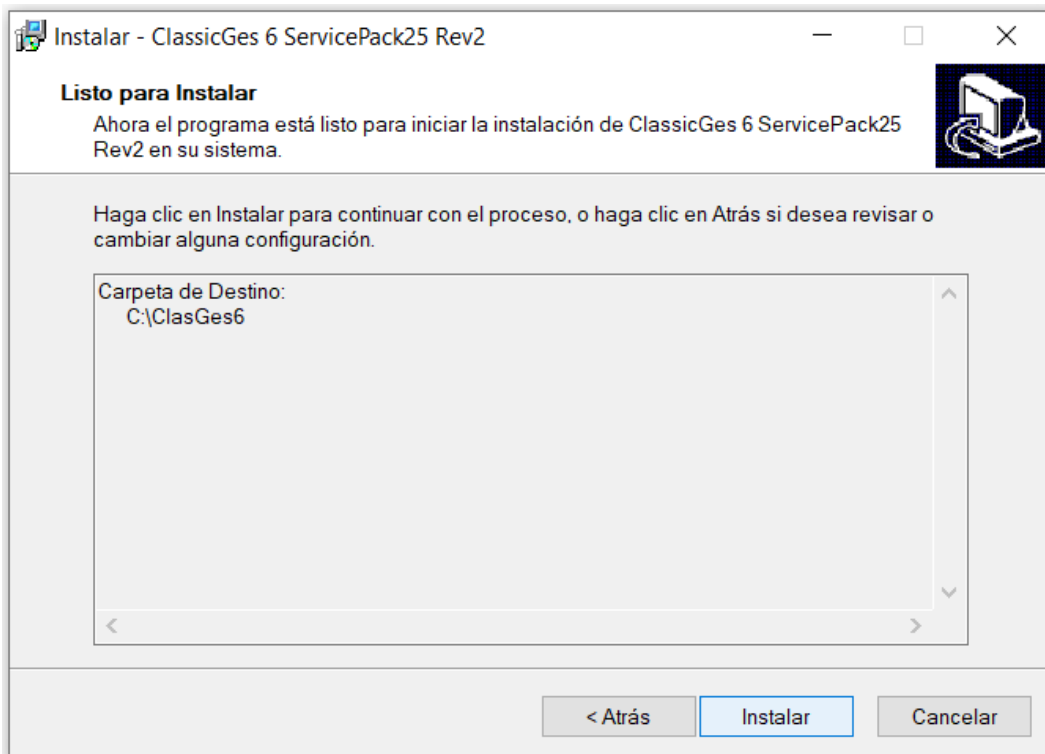 Instalar - ClassicGes 6 ServicePack25 Rev2
Listo para Instalar
Ahora el programa está listo para iniciar la instalación de ClassicGes 6 ServicePack25
Rev2 en su sistema.
Haga clic en Instalar para continuar con el proceso, o haga clic en Atrás si desea revisar o
cambiar alguna configuración.
Carpeta de Destino:
C:\ClasGes6
< Atrás
Instalar
Cancelar